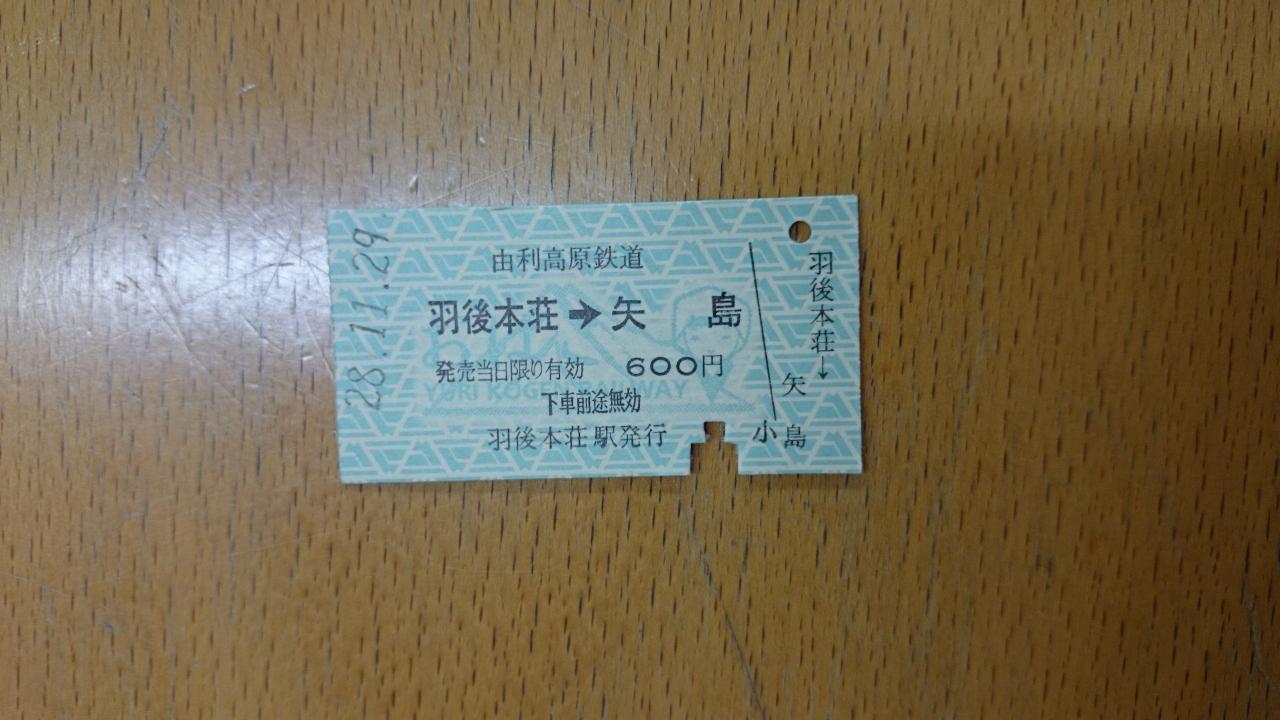 28.11.29
由利高原鉄道
羽後本荘➔矢島
発売当日限り有効 600円
下車前途無効
羽後本荘駅発行
羽後本荘→矢島
小
YURI KOGEN RAILWAY